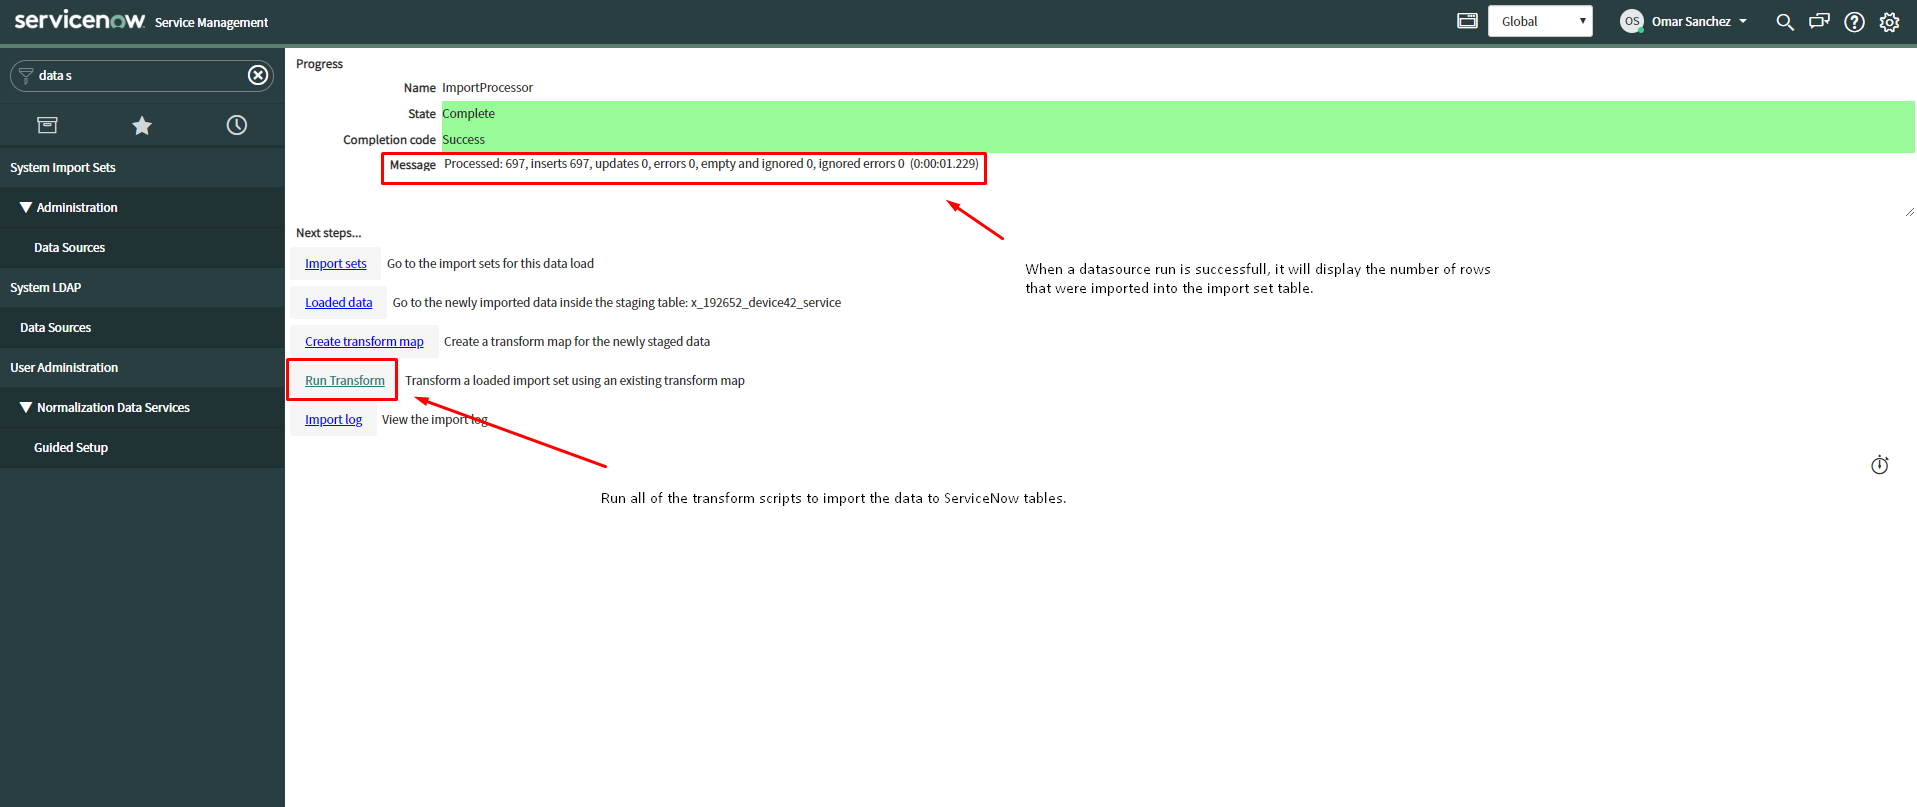 servicenow. Service Management
Global
OS Omar Sanchez
data s
System Import Sets
Administration
Data Sources
System LDAP
Data Sources
User Administration
Normalization Data Services
Guided Setup
Progress
Name ImportProcessor
State Complete
Completion code Success
Message Processed: 697, inserts 697, updates 0, errors 0, empty and ignored 0, ignored errors 0 (0:00:01.229)
Next steps...
Import sets Go to the import sets for this data load
Loaded data Go to the newly imported data inside the staging table: x_192652_device42_service
Create transform map Create a transform map for the newly staged data
Run Transform Transform a loaded import set using an existing transform map
Import log View the import log
When a datasource run is successfull, it will display the number of rows
that were imported into the import set table.
Run all of the transform scripts to import the data to ServiceNow tables.